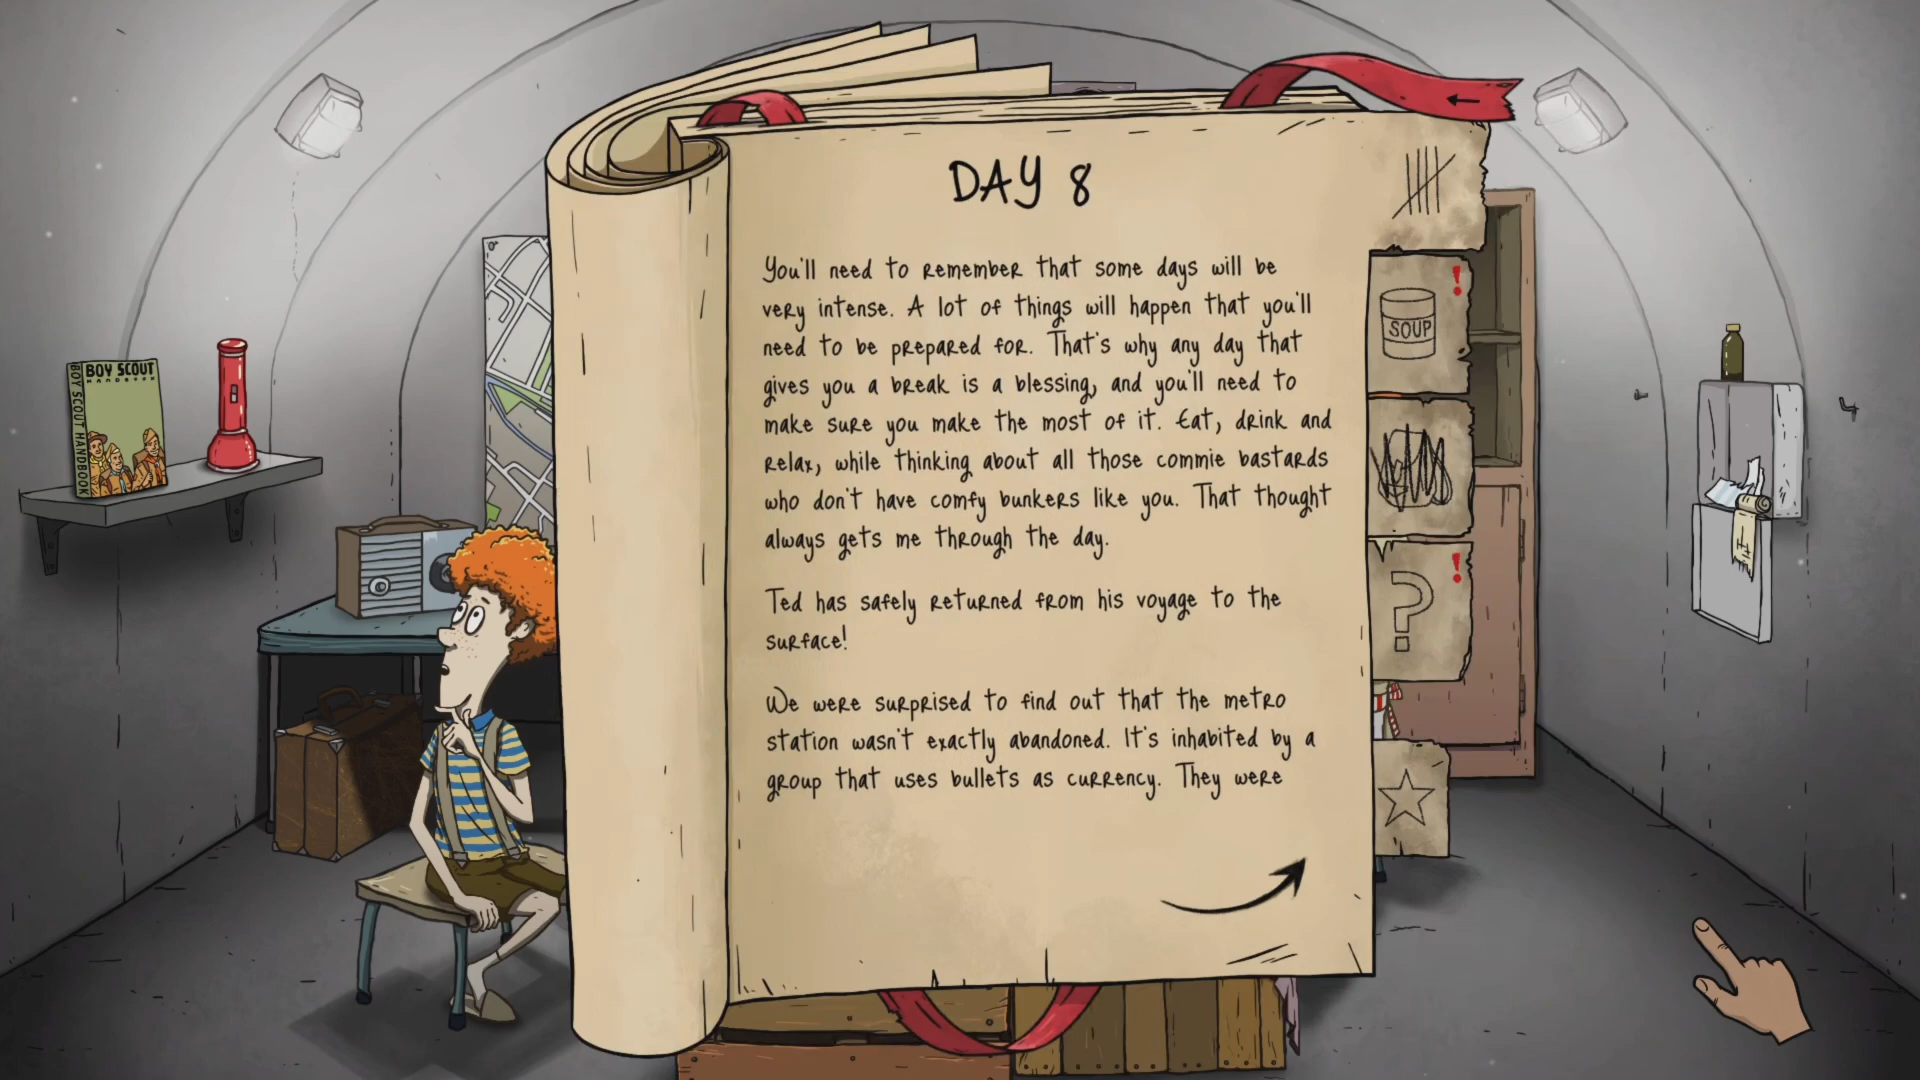 DAY 8
You'll need to remember that some days will be
very intense. A lot of things will happen that you'll
need to be prepared for. That's why any day that
gives you a break is a blessing, and you'll need to
make sure you make the most of it. Eat, drink and
relax, while thinking about all those commie bastards
who don't have comfy bunkers like you. That thought
always gets me through the day.
Ted has safely returned from his voyage to the
surface!
We were surprised to find out that the metro
station wasn't exactly abandoned. It's inhabited by a
group that uses bullets as currency. They were
!
SOUP
!
?
BOY SCOUT
HANDBOOK
BOY SCOUT HANDBOOK